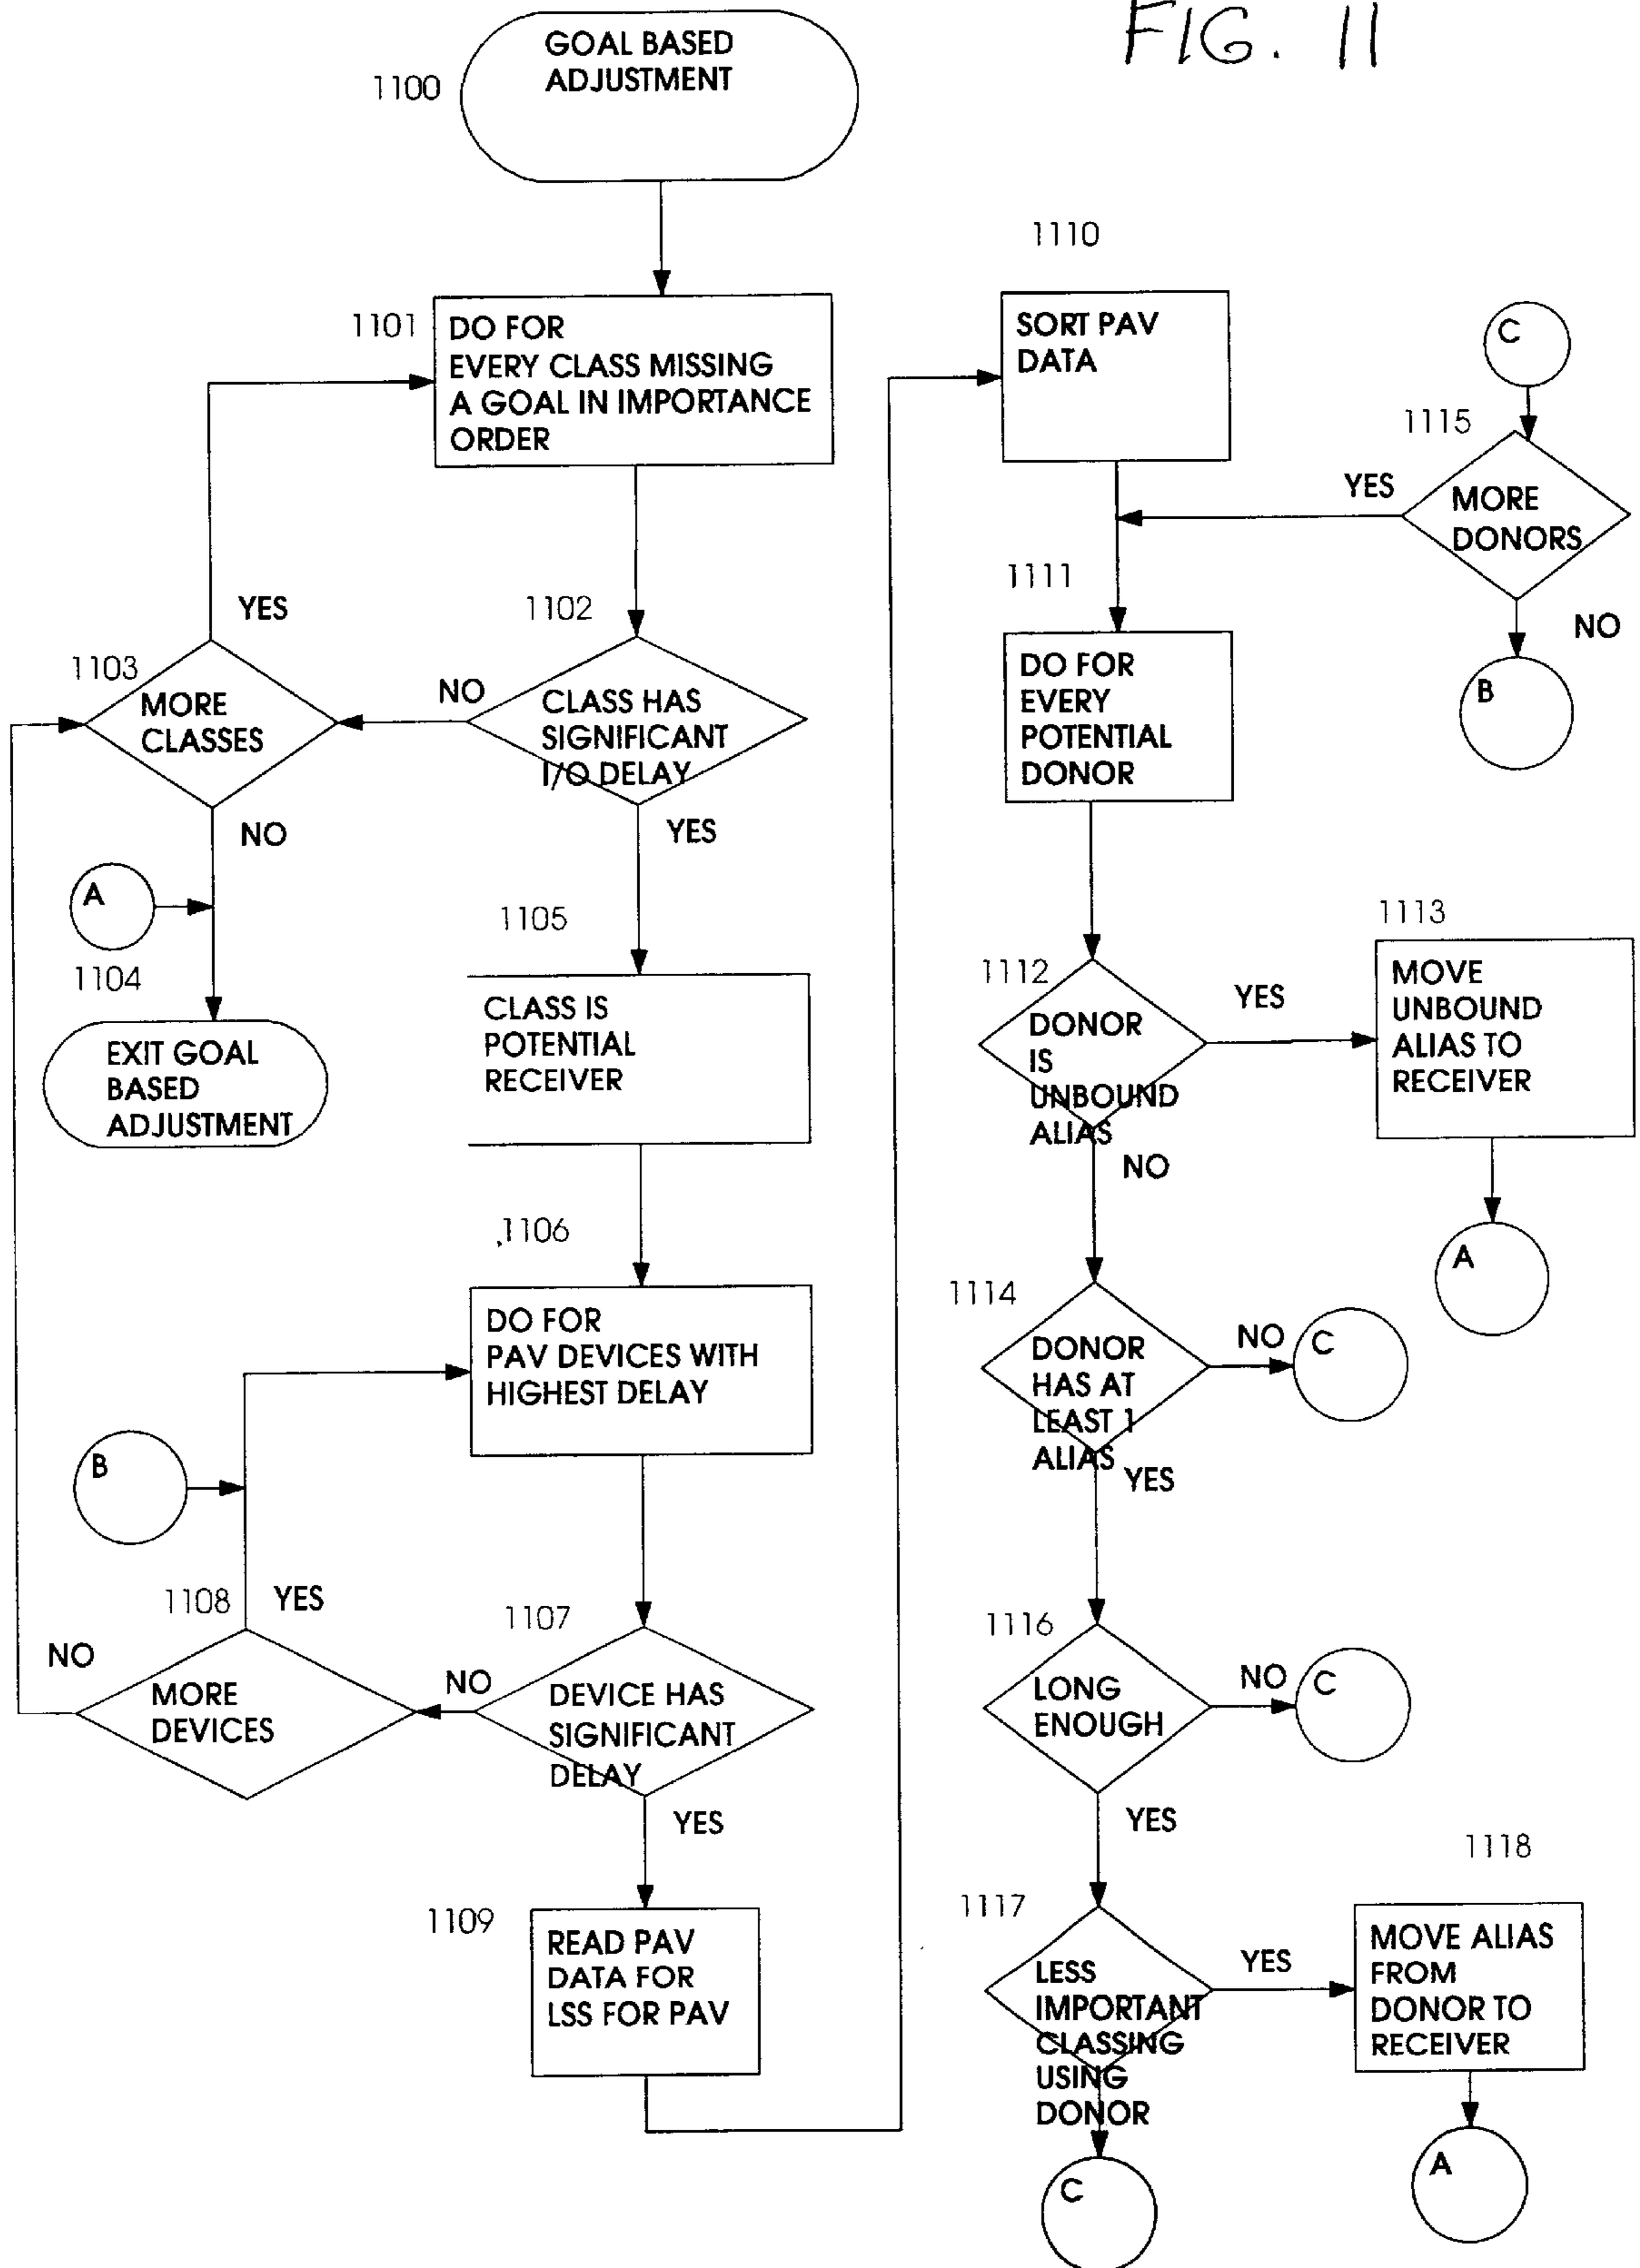 FIG. 11
1100
GOAL BASED
ADJUSTMENT
1101
DO FOR
EVERY CLASS MISSING
A GOAL IN IMPORTANCE
ORDER
1102
CLASS HAS
SIGNIFICANT
I/O DELAY
NO
YES
1103
MORE
CLASSES
YES
NO
A
1104
EXIT GOAL
BASED
ADJUSTMENT
1105
CLASS IS
POTENTIAL
RECEIVER
1106
DO FOR
PAV DEVICES WITH
HIGHEST DELAY
B
1108
YES
NO
MORE
DEVICES
1107
NO
DEVICE HAS
SIGNIFICANT
DELAY
YES
1109
READ PAV
DATA FOR
LSS FOR PAV
1110
SORT PAV
DATA
C
1115
YES
MORE
DONORS
NO
B
1111
DO FOR
EVERY
POTENTIAL
DONOR
1112
DONOR
IS
UNBOUND
ALIAS
YES
NO
1113
MOVE
UNBOUND
ALIAS TO
RECEIVER
A
1114
DONOR
HAS AT
LEAST 1
ALIAS
NO
C
YES
1116
LONG
ENOUGH
NO
C
YES
1117
LESS
IMPORTANT
CLASSING
USING
DONOR
YES
C
1118
MOVE ALIAS
FROM
DONOR TO
RECEIVER
A